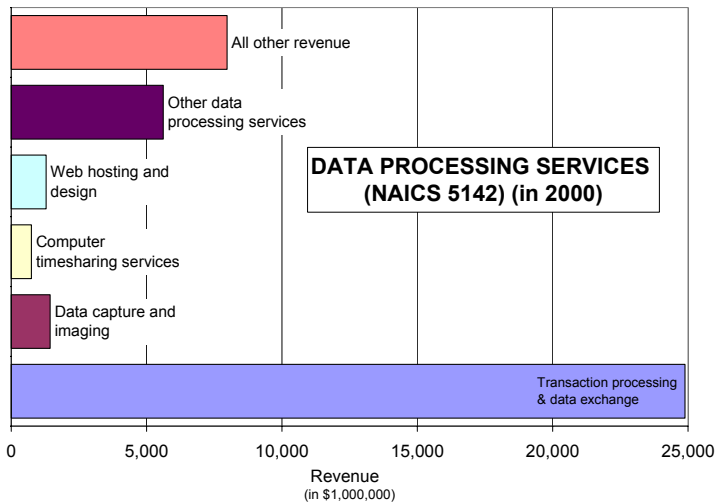 All other revenue
Other data
processing services
DATA PROCESSING SERVICES
(NAICS 5142) (in 2000)
Web hosting and
design
Computer
timesharing services
Data capture and
imaging
Transaction processing
& data exchange
0 5,000 10,000 15,000 20,000 25,000
Revenue
(in $1,000,000)